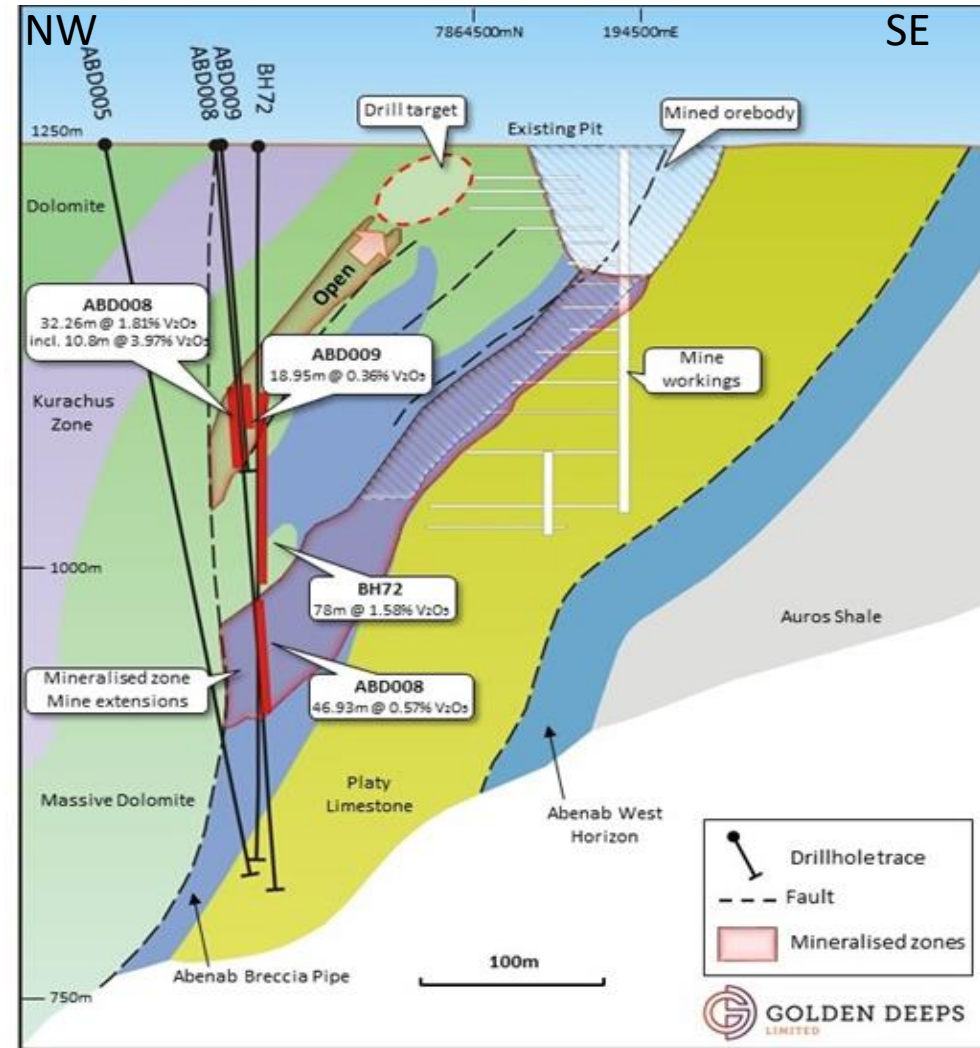 NW
SE
7864500mN
194500mE
ABD005
ABD008
ABD009
BH72
Drill target
Existing Pit
Mined orebody
1250m
Dolomite
Open
ABD008
32.26m @ 1.81% V₂O₅
incl. 10.8m @ 3.97% V₂O₅
ABD009
18.95m @ 0.36% V₂O₅
Kurachus
Zone
Mine
workings
1000m
BH72
78m @ 1.58% V₂O₅
Auros Shale
Mineralised zone
Mine extensions
ABD008
46.93m @ 0.57% V₂O₅
Massive Dolomite
Platy
Limestone
Abenab West
Horizon
Drillhole trace
Fault
Mineralised zones
Abenab Breccia Pipe
100m
750m
GOLDEN DEEPS
LIMITED